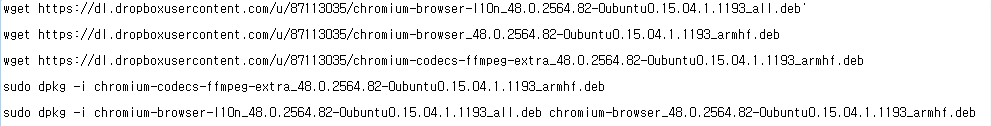 wget https://dl.dropboxusercontent.com/u/87113035/chromium-browser-l10n_48.0.2564.82-0ubuntu0.15.04.1.1193_all.deb'
wget https://dl.dropboxusercontent.com/u/87113035/chromium-browser_48.0.2564.82-0ubuntu0.15.04.1.1193_armhf.deb
wget https://dl.dropboxusercontent.com/u/87113035/chromium-codecs-ffmpeg-extra_48.0.2564.82-0ubuntu0.15.04.1.1193_armhf.deb
sudo dpkg -i chromium-codecs-ffmpeg-extra_48.0.2564.82-0ubuntu0.15.04.1.1193_armhf.deb
sudo dpkg -i chromium-browser-l10n_48.0.2564.82-0ubuntu0.15.04.1.1193_all.deb chromium-browser_48.0.2564.82-0ubuntu0.15.04.1.1193_armhf.deb